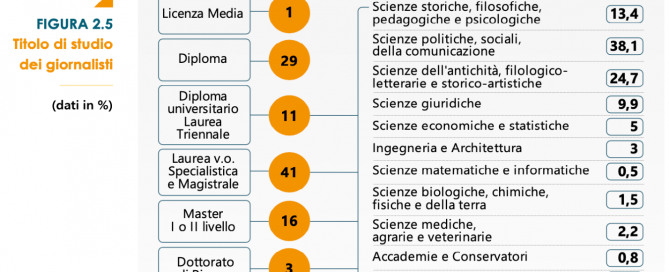 FIGURA 2.5
Titolo di studio
dei giornalisti
(dati in %)
Licenza Media
1
Diploma
29
Diploma
universitario
Laurea
Triennale
11
Laurea v.o.
Specialistica
e Magistrale
41
Master
I o II livello
16
Dottorato
3
Scienze storiche, filosofiche,
pedagogiche e psicologiche
13,4
Scienze politiche, sociali,
della comunicazione
38,1
Scienze dell'antichità, filologico-
letterarie e storico-artistiche
24,7
Scienze giuridiche
9,9
Scienze economiche e statistiche
5
Ingegneria e Architettura
3
Scienze matematiche e informatiche
0,5
Scienze biologiche, chimiche,
fisiche e della terra
1,5
Scienze mediche,
agrarie e veterinarie
2,2
Accademie e Conservatori
0,8